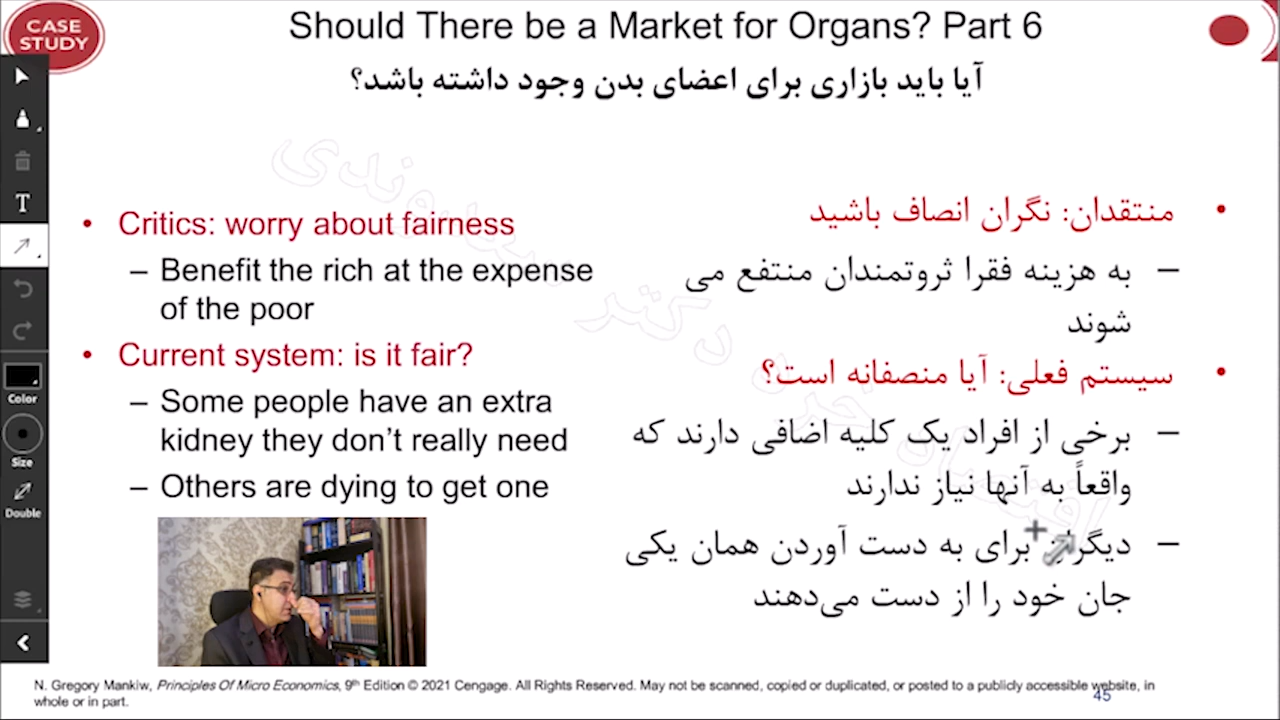 CASE
STUDY
Should There be a Market for Organs? Part 6
آیا باید بازاری برای اعضای بدن وجود داشته باشد؟
• Critics: worry about fairness
– Benefit the rich at the expense
of the poor
• Current system: is it fair?
– Some people have an extra
kidney they don’t really need
– Others are dying to get one
• منتقدان: نگران انصاف باشید
– به هزینه فقرا ثروتمندان منتفع می
شوند
• سیستم فعلی: آیا منصفانه است؟
– برخی از افراد یک کلیه اضافی دارند که
واقعاً به آنها نیاز ندارند
– دیگران برای به دست آوردن همان یکی
جان خود را از دست می‌دهند
T
Color
Size
Double
N. Gregory Mankiw, Principles Of Micro Economics, 9th Edition © 2021 Cengage. All Rights Reserved. May not be scanned, copied or duplicated, or posted to a publicly accessible website, in
whole or in part.
45